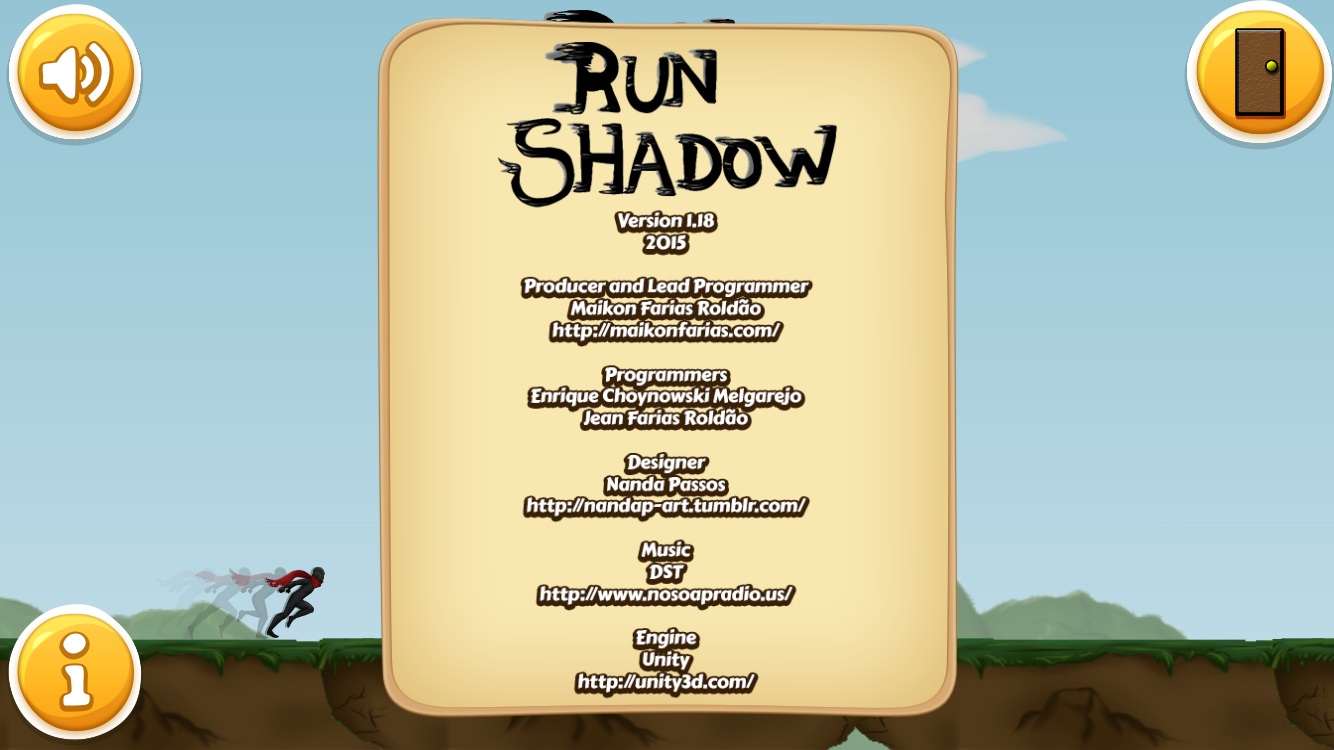 RUN
SHADOW
Version 1.18
2015
Producer and Lead Programmer
Maikon Farias Roldão
http://maikonfarias.com/
Programmers
Enrique Choynowski Melgarejo
Jean Farias Roldão
Designer
Nanda Passos
http://nandap-art.tumblr.com/
Music
DST
http://www.nosoapradio.us/
Engine
Unity
http://unity3d.com/